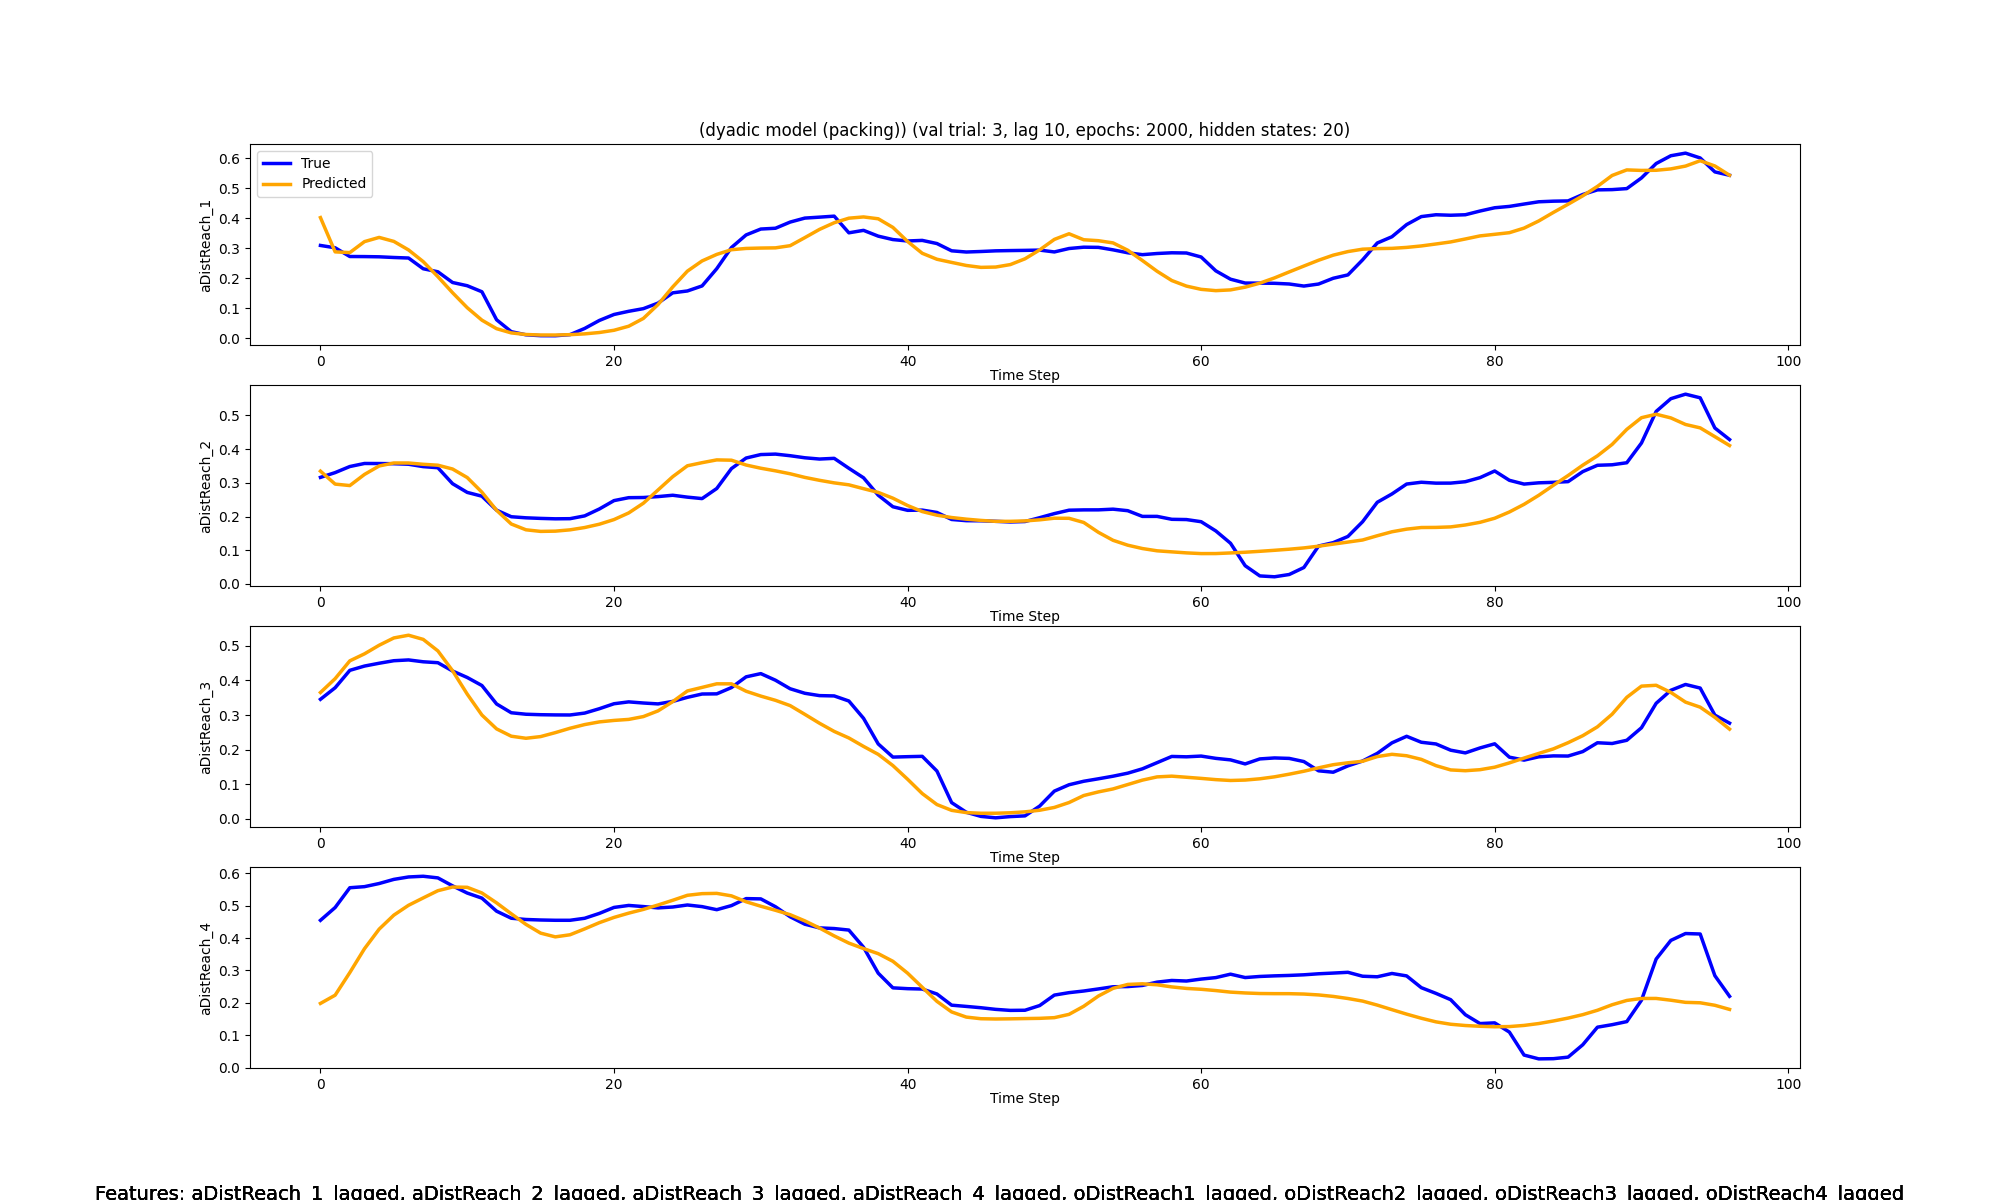 (dyadic model (packing)) (val trial: 3, lag 10, epochs: 2000, hidden states: 20)
True
Predicted
aDistReach_1
0.6
0.5
0.4
0.3
0.2
0.1
0.0
0 20 40 60 80 100
Time Step
aDistReach_2
0.5
0.4
0.3
0.2
0.1
0.0
0 20 40 60 80 100
Time Step
aDistReach_3
0.5
0.4
0.3
0.2
0.1
0.0
0 20 40 60 80 100
Time Step
aDistReach_4
0.6
0.5
0.4
0.3
0.2
0.1
0.0
0 20 40 60 80 100
Time Step
Features: aDistReach_1_lagged, aDistReach_2_lagged, aDistReach_3_lagged, aDistReach_4_lagged, oDistReach1_lagged, oDistReach2_lagged, oDistReach3_lagged, oDistReach4_lagged